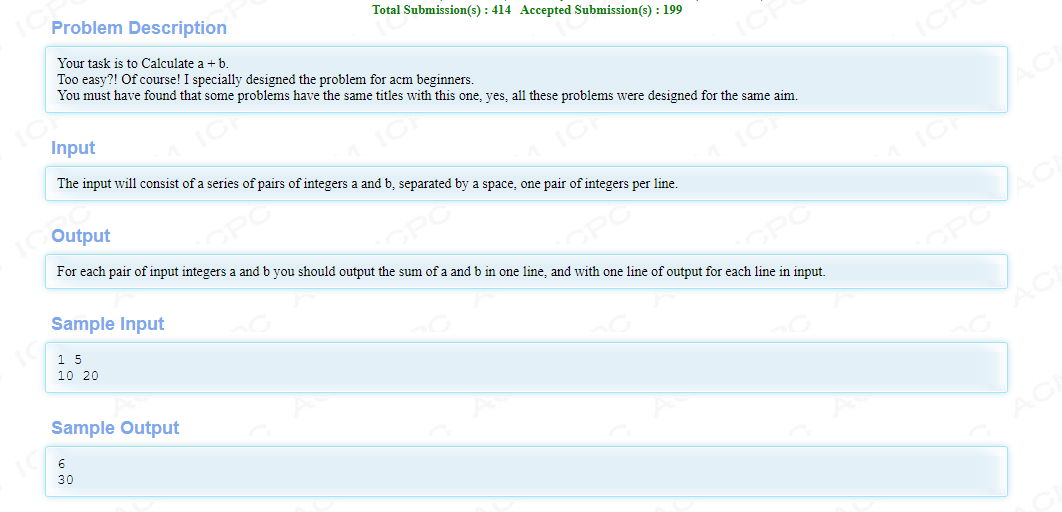 Total Submission(s) : 414 Accepted Submission(s) : 199
Problem Description
Your task is to Calculate a + b.
Too easy?! Of course! I specially designed the problem for acm beginners.
You must have found that some problems have the same titles with this one, yes, all these problems were designed for the same aim.
Input
The input will consist of a series of pairs of integers a and b, separated by a space, one pair of integers per line.
Output
For each pair of input integers a and b you should output the sum of a and b in one line, and with one line of output for each line in input.
Sample Input
1 5
10 20
Sample Output
6
30